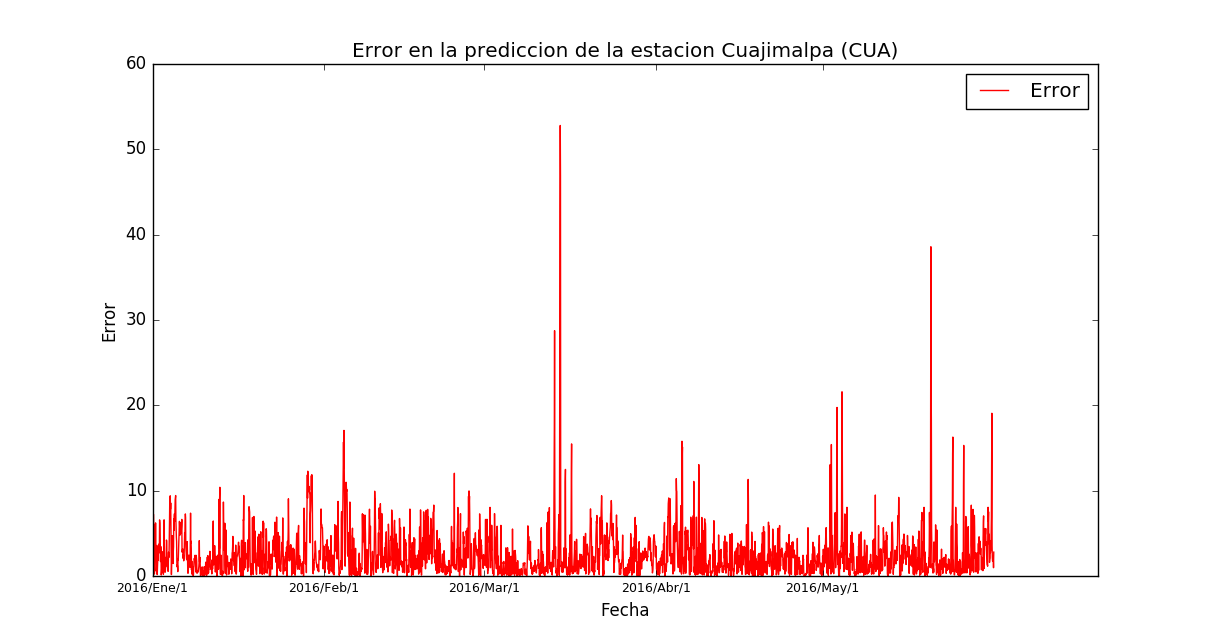 Error en la prediccion de la estacion Cuajimalpa (CUA)
Error
60
50
40
30
20
10
0
Error
2016/Ene/1 2016/Feb/1 2016/Mar/1 2016/Abr/1 2016/May/1
Fecha